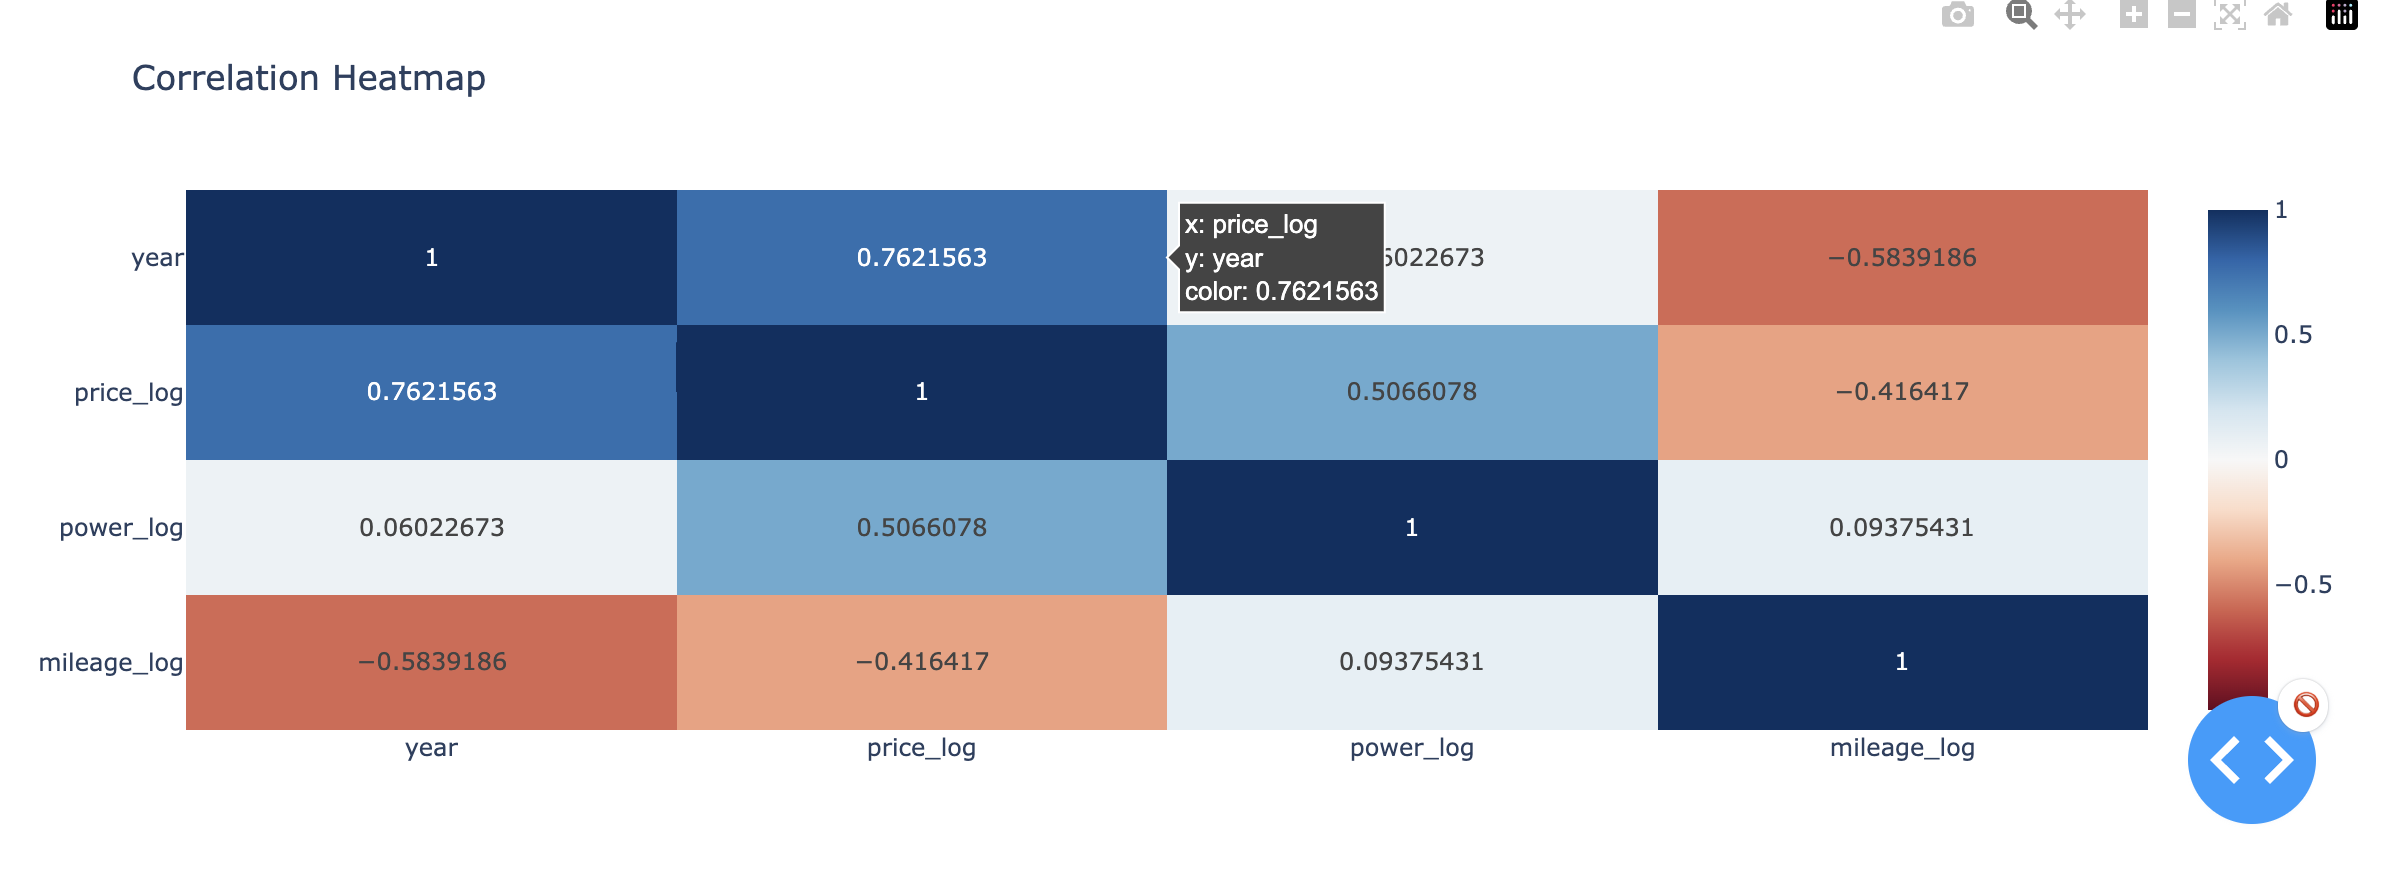 Correlation Heatmap
year 1 0.7621563 6022673 −0.5839186
x: price_log
y: year
color: 0.7621563
price_log 0.7621563 1 0.5066078 −0.416417
power_log 0.06022673 0.5066078 1 0.09375431
mileage_log −0.5839186 −0.416417 0.09375431 1
year price_log power_log mileage_log
1
0.5
0
−0.5